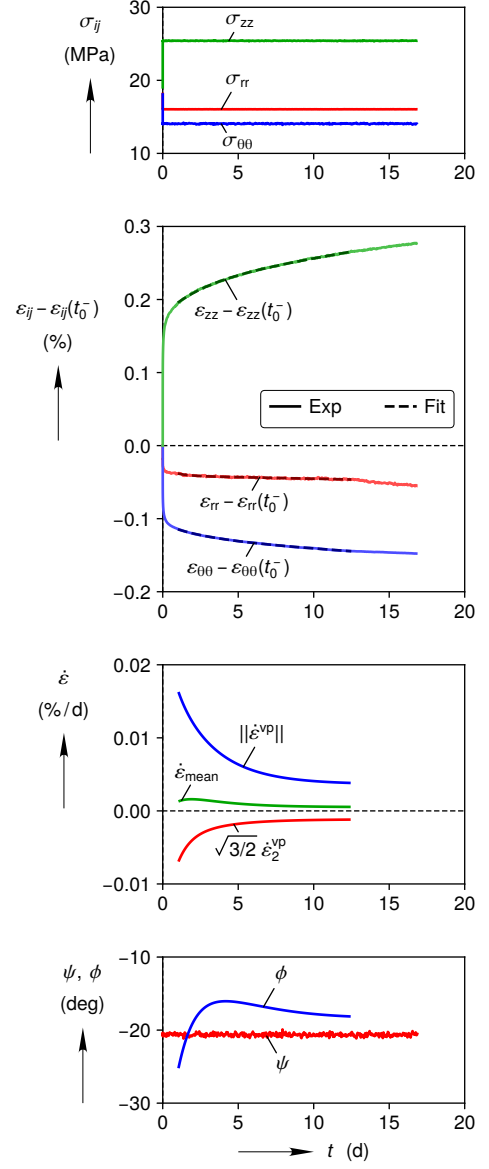 σij
(MPa)
30
20
10
σzz
σrr
σθθ
0 5 10 15 20
εij – εij(t0−)
(%)
0.3
0.2
0.1
0.0
−0.1
−0.2
εzz – εzz(t0−)
Exp Fit
εrr – εrr(t0−)
εθθ – εθθ(t0−)
0 5 10 15 20
ε̇
(%/d)
0.02
0.01
0.00
−0.01
||ε̇vp||
ε̇mean
√3/2 ε̇2vp
0 5 10 15 20
ψ, ϕ
(deg)
−10
−20
−30
ϕ
ψ
0 5 10 15 20
t (d)